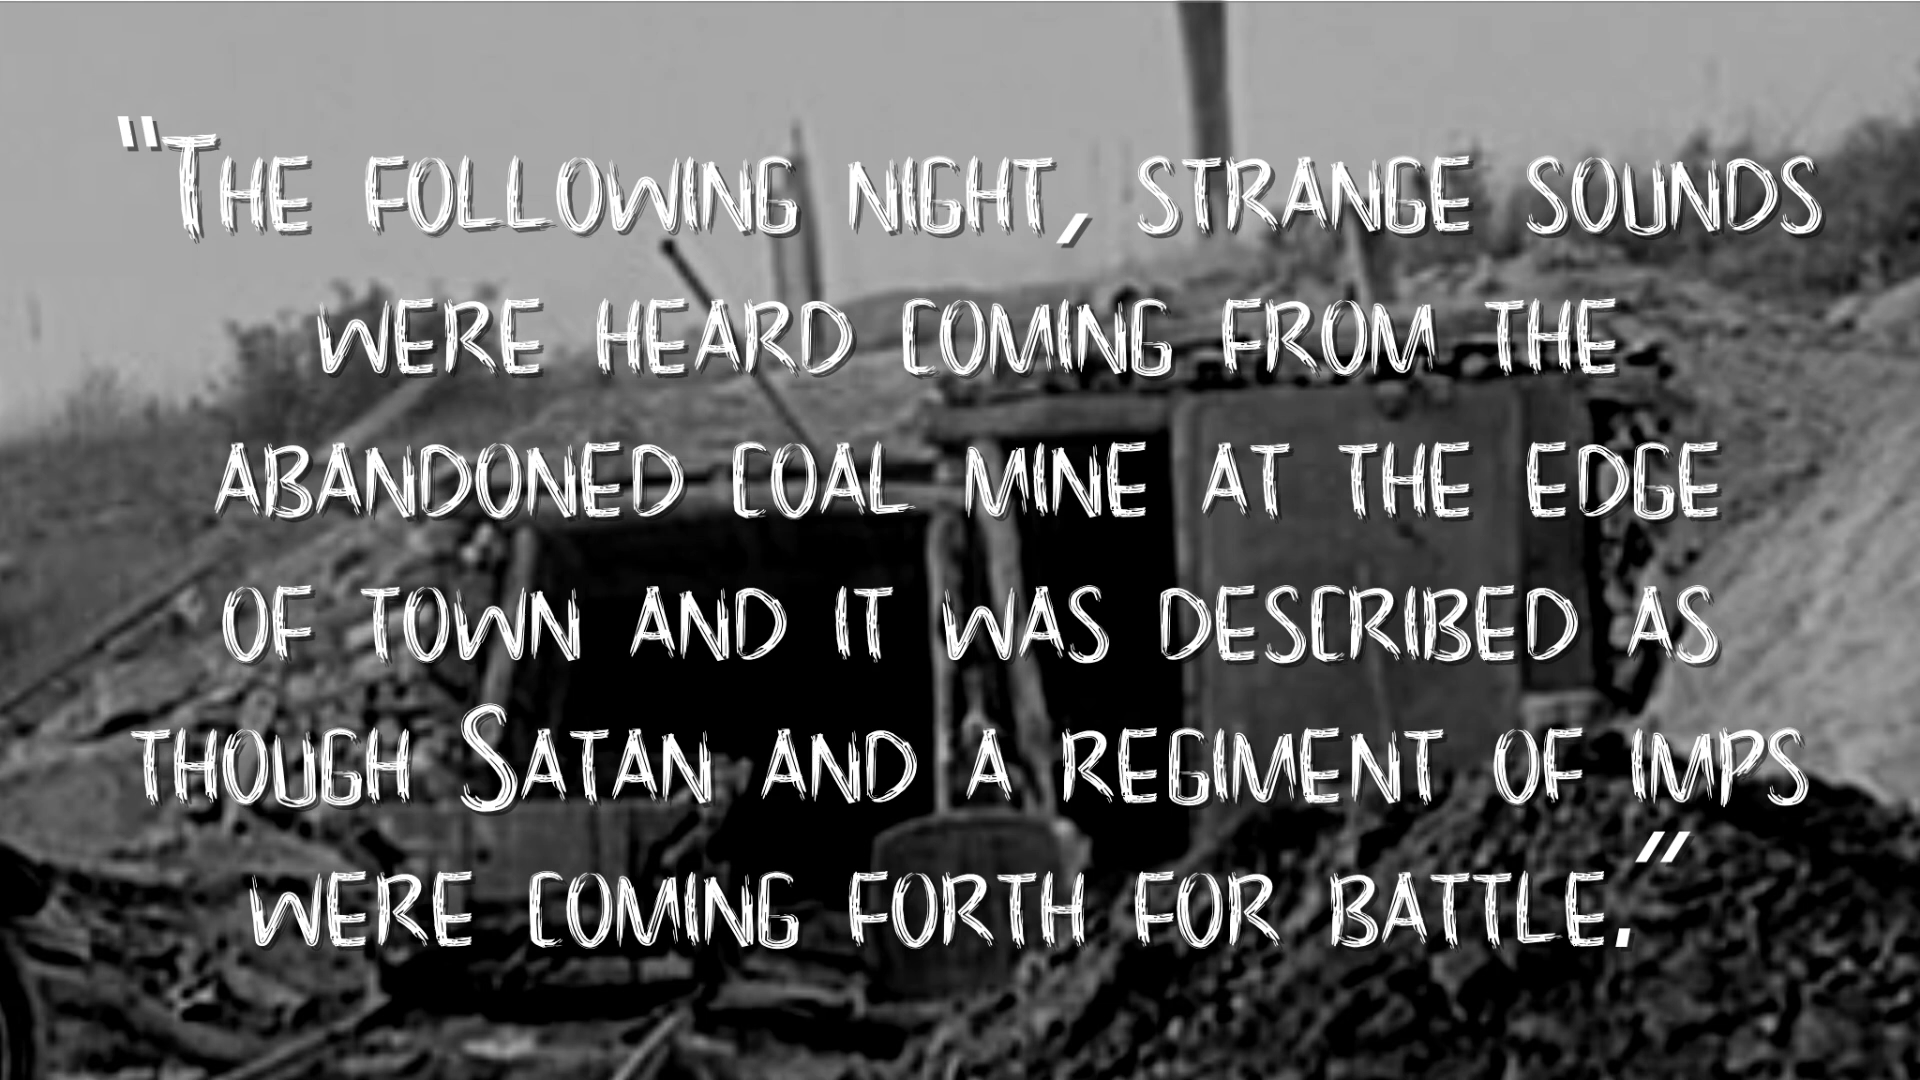 "The following night, strange sounds
were heard coming from the
abandoned coal mine at the edge
of town and it was described as
though Satan and a regiment of imps
were coming forth for battle."